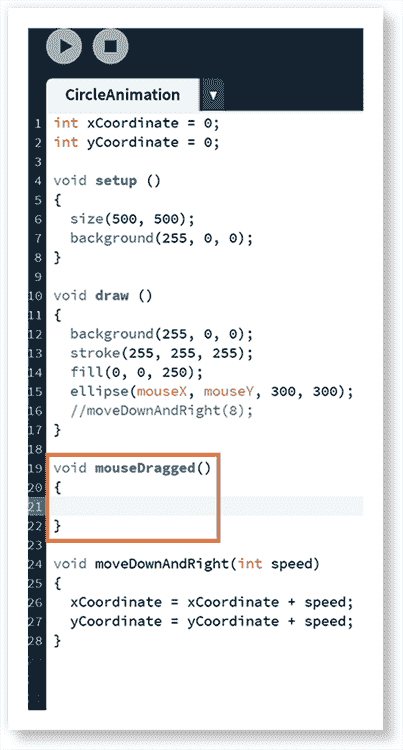 CircleAnimation ▼
1 int xCoordinate = 0;
2 int yCoordinate = 0;
3
4 void setup ()
5 {
6 size(500, 500);
7 background(255, 0, 0);
8 }
9
10 void draw ()
11 {
12 background(255, 0, 0);
13 stroke(255, 255, 255);
14 fill(0, 0, 250);
15 ellipse(mouseX, mouseY, 300, 300);
16 //moveDownAndRight(8);
17 }
18
19 void mouseDragged()
20 {
21
22 }
23
24 void moveDownAndRight(int speed)
25 {
26 xCoordinate = xCoordinate + speed;
27 yCoordinate = yCoordinate + speed;
28 }